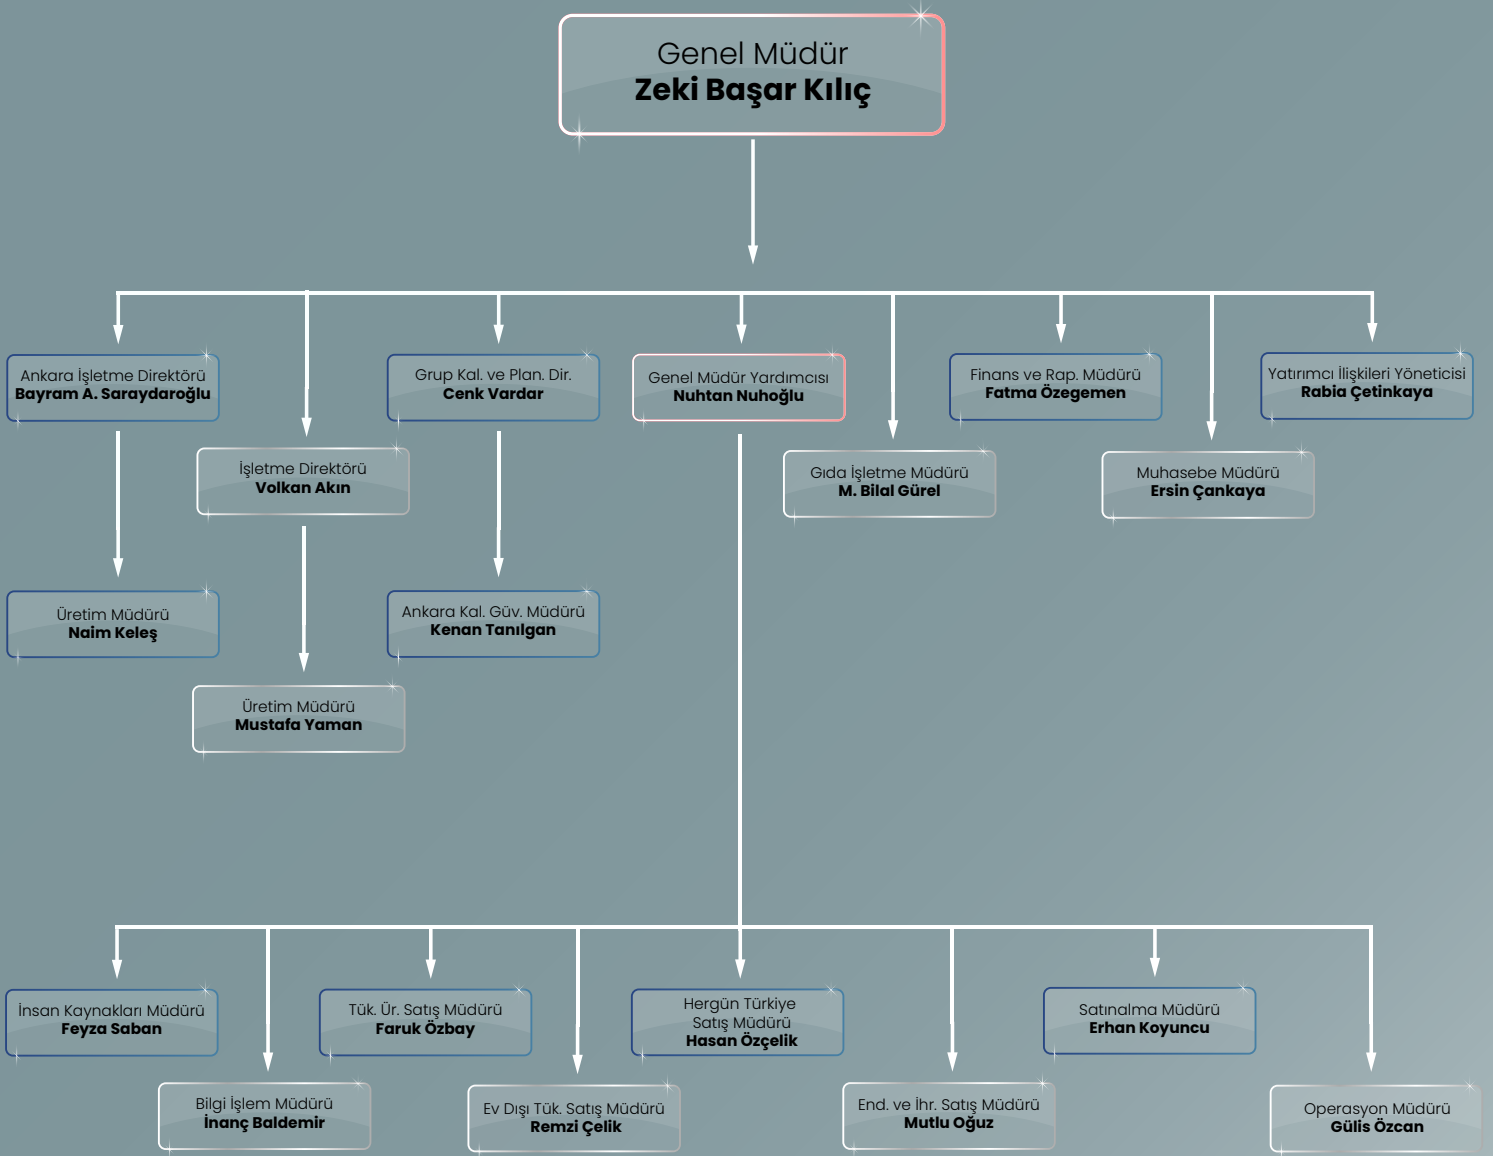 Genel Müdür
Zeki Başar Kılıç
Ankara İşletme Direktörü
Bayram A. Saraydaroğlu
Grup Kal. ve Plan. Dir.
Cenk Vardar
Genel Müdür Yardımcısı
Nuhtan Nuhoğlu
Finans ve Rap. Müdürü
Fatma Özegemen
Yatırımcı İlişkileri Yöneticisi
Rabia Çetinkaya
İşletme Direktörü
Volkan Akın
Gıda İşletme Müdürü
M. Bilal Gürel
Muhasebe Müdürü
Ersin Çankaya
Üretim Müdürü
Naim Keleş
Ankara Kal. Güv. Müdürü
Kenan Tanılgan
Üretim Müdürü
Mustafa Yaman
İnsan Kaynakları Müdürü
Feyza Saban
Tük. Ür. Satış Müdürü
Faruk Özbay
Hergün Türkiye
Satış Müdürü
Hasan Özçelik
Satınalma Müdürü
Erhan Koyuncu
Bilgi İşlem Müdürü
İnanç Baldemir
Ev Dışı Tük. Satış Müdürü
Remzi Çelik
End. ve İhr. Satış Müdürü
Mutlu Oğuz
Operasyon Müdürü
Gülis Özcan